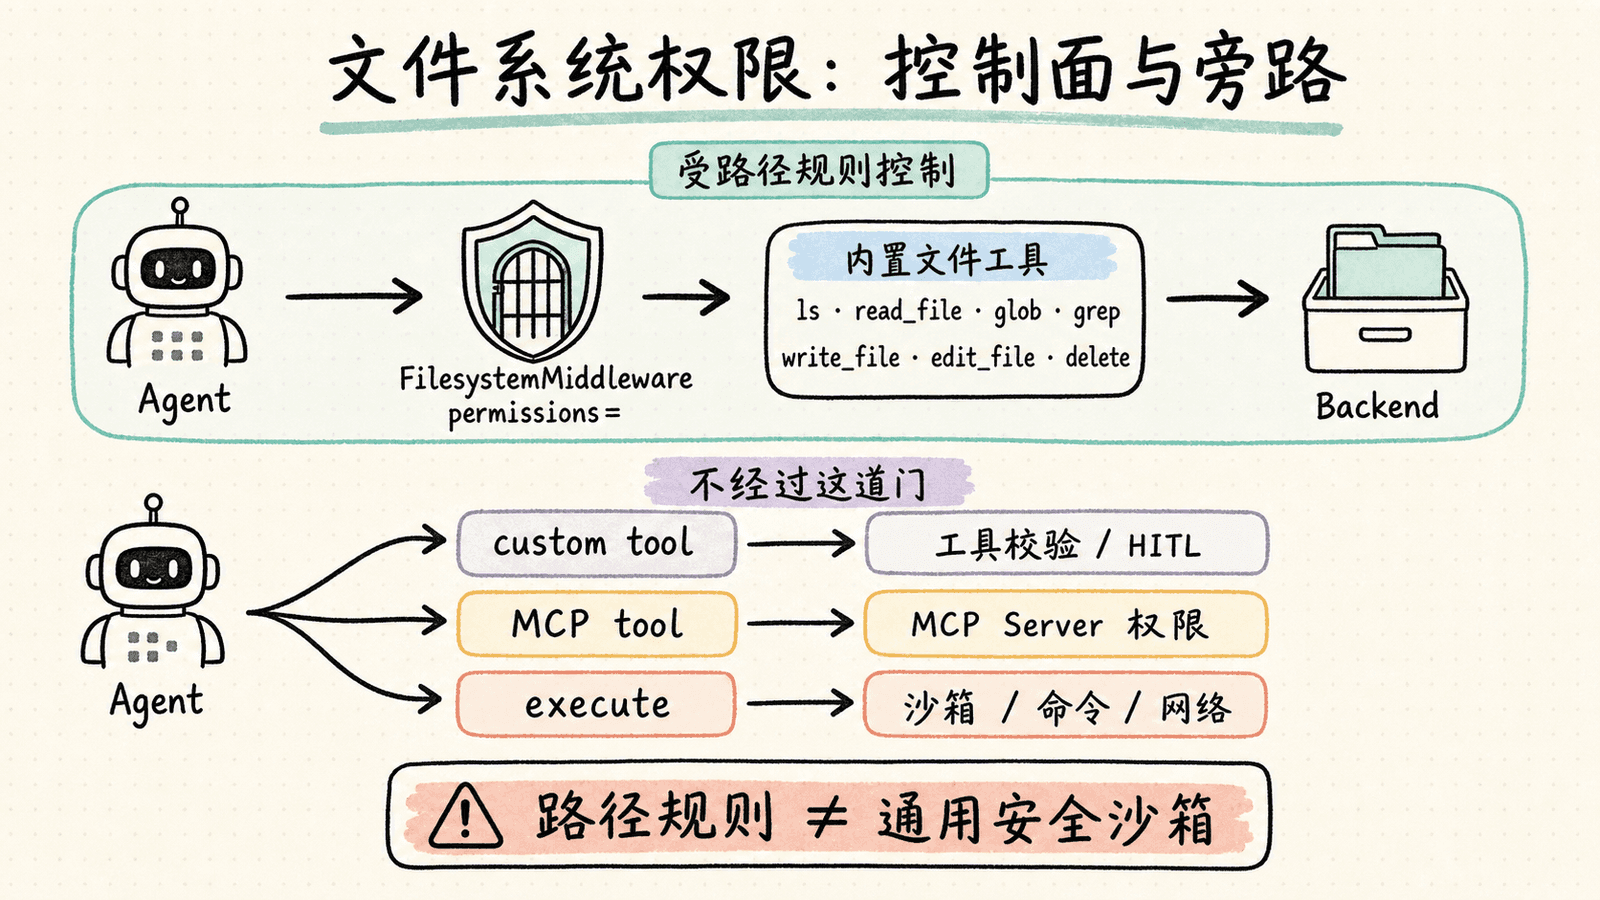 文件系统权限：控制面与旁路
受路径规则控制
Agent
FilesystemMiddleware
permissions=
内置文件工具
ls · read_file · glob · grep
write_file · edit_file · delete
Backend
不经过这道门
Agent
custom tool
工具校验 / HITL
MCP tool
MCP Server 权限
execute
沙箱 / 命令 / 网络
路径规则 ≠ 通用安全沙箱